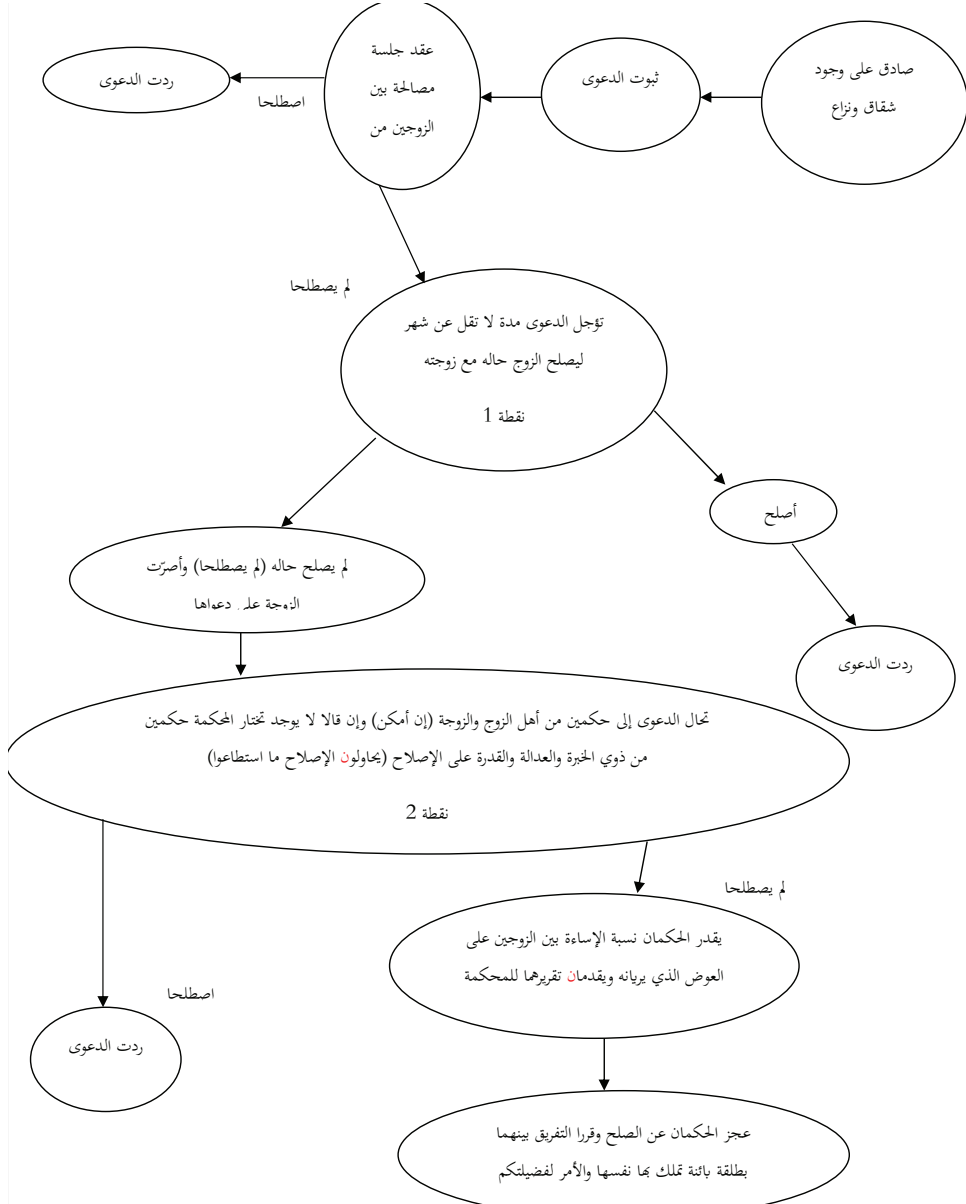 صادق على وجود
شقاق ونزاع
ثبوت الدعوى
عقد جلسة
مصالحة بين
الزوجين من
اصطلحا
ردت الدعوى
لم يصطلحا
تؤجل الدعوى مدة لا تقل عن شهر
ليصلح الزوج حاله مع زوجته
نقطة 1
أصلح
ردت الدعوى
لم يصلح حاله (لم يصطلحا) وأصرّت
الزوجة على دعواها
تحال الدعوى إلى حكمين من أهل الزوج والزوجة (إن أمكن) وإن قالا لا يوجد تختار المحكمة حكمين
من ذوي الخبرة والعدالة والقدرة على الإصلاح (يحاولون الإصلاح ما استطاعوا)
نقطة 2
لم يصطلحا
يقدر الحكمان نسبة الإساءة بين الزوجين على
العوض الذي يريانه ويقدمان تقريرهما للمحكمة
اصطلحا
ردت الدعوى
عجز الحكمان عن الصلح وقررا التفريق بينهما
بطلقة بائنة تملك بها نفسها والأمر لفضيلتكم